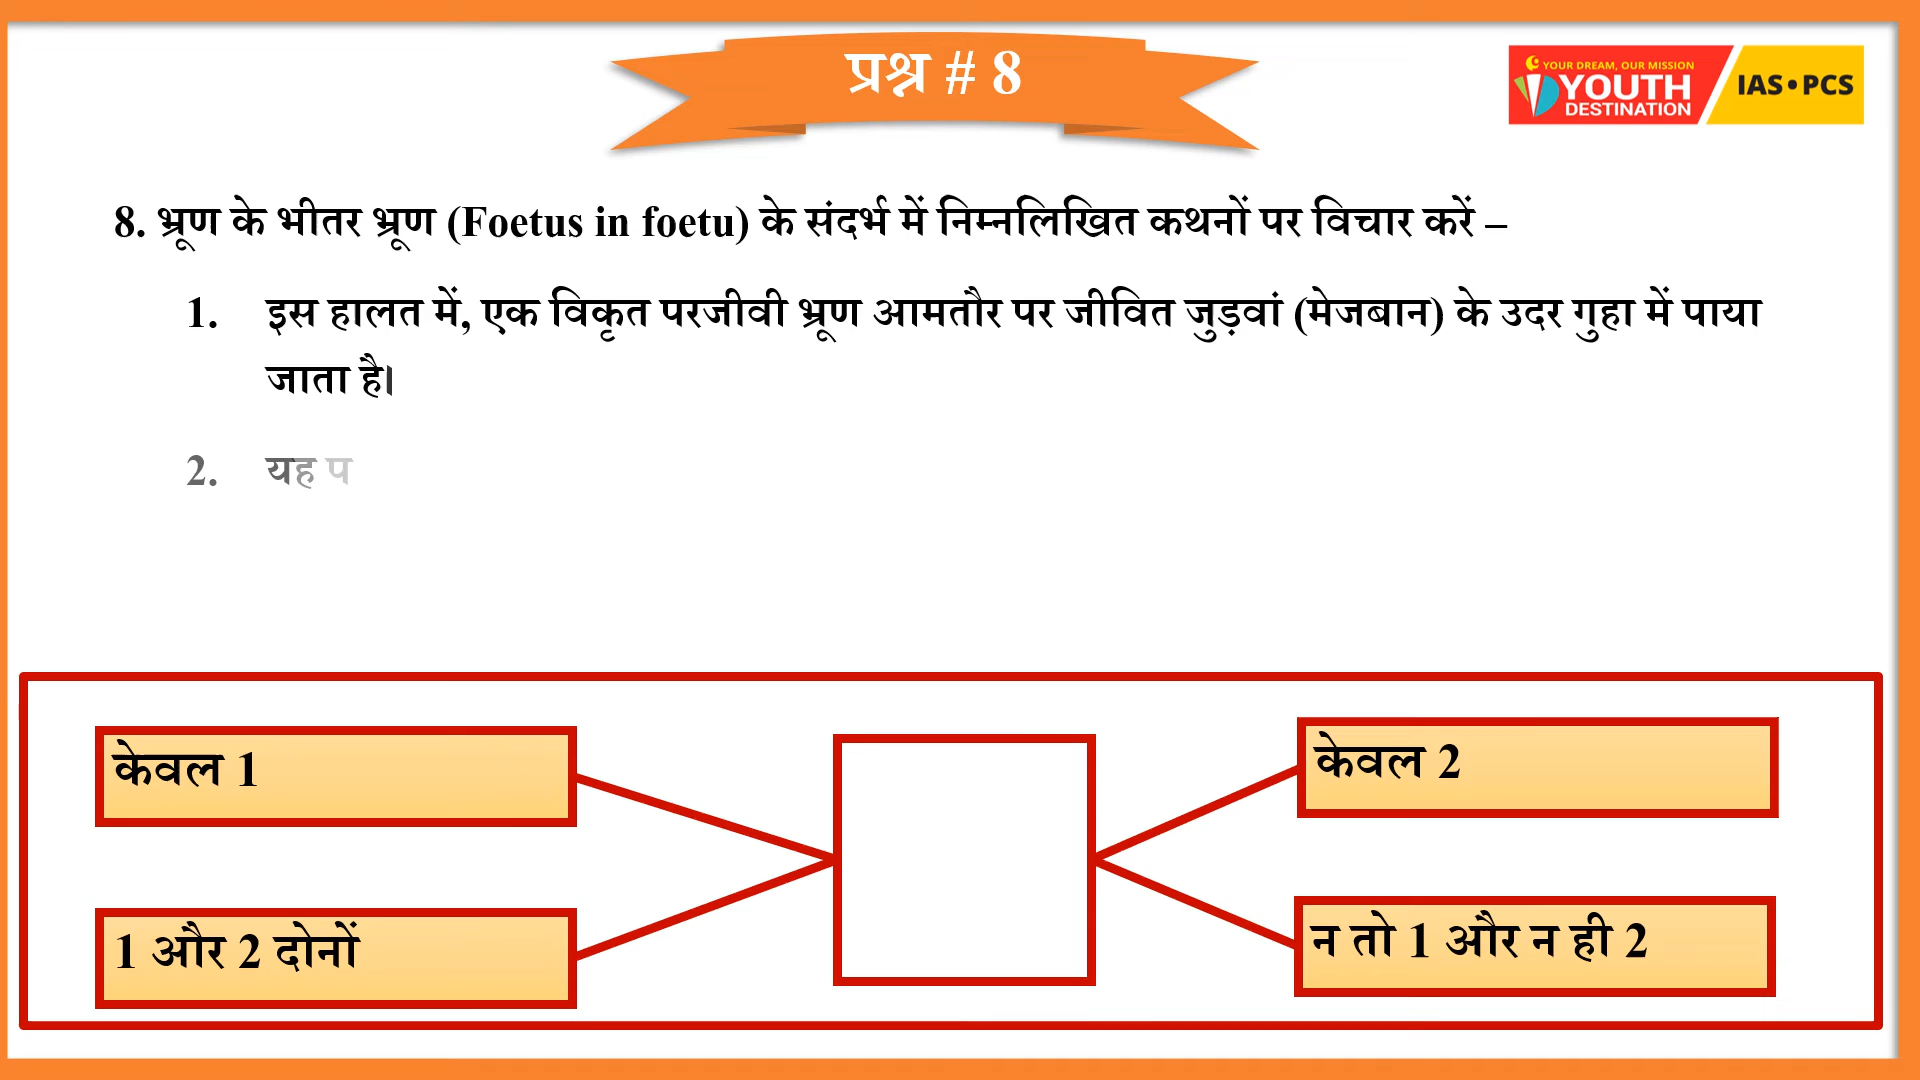 प्रश्न # 8
YOUR DREAM, OUR MISSION
YOUTH
DESTINATION
IAS•PCS
8. भ्रूण के भीतर भ्रूण (Foetus in foetu) के संदर्भ में निम्नलिखित कथनों पर विचार करें –
1. इस हालत में, एक विकृत परजीवी भ्रूण आमतौर पर जीवित जुड़वां (मेजबान) के उदर गुहा में पाया
जाता है।
2. यह प
केवल 1
केवल 2
1 और 2 दोनों
न तो 1 और न ही 2